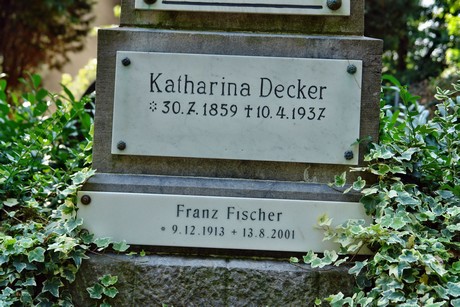 Katharina Decker
* 30.7.1859 † 10.4.1937
Franz Fischer
* 9.12.1913 + 13.8.2001